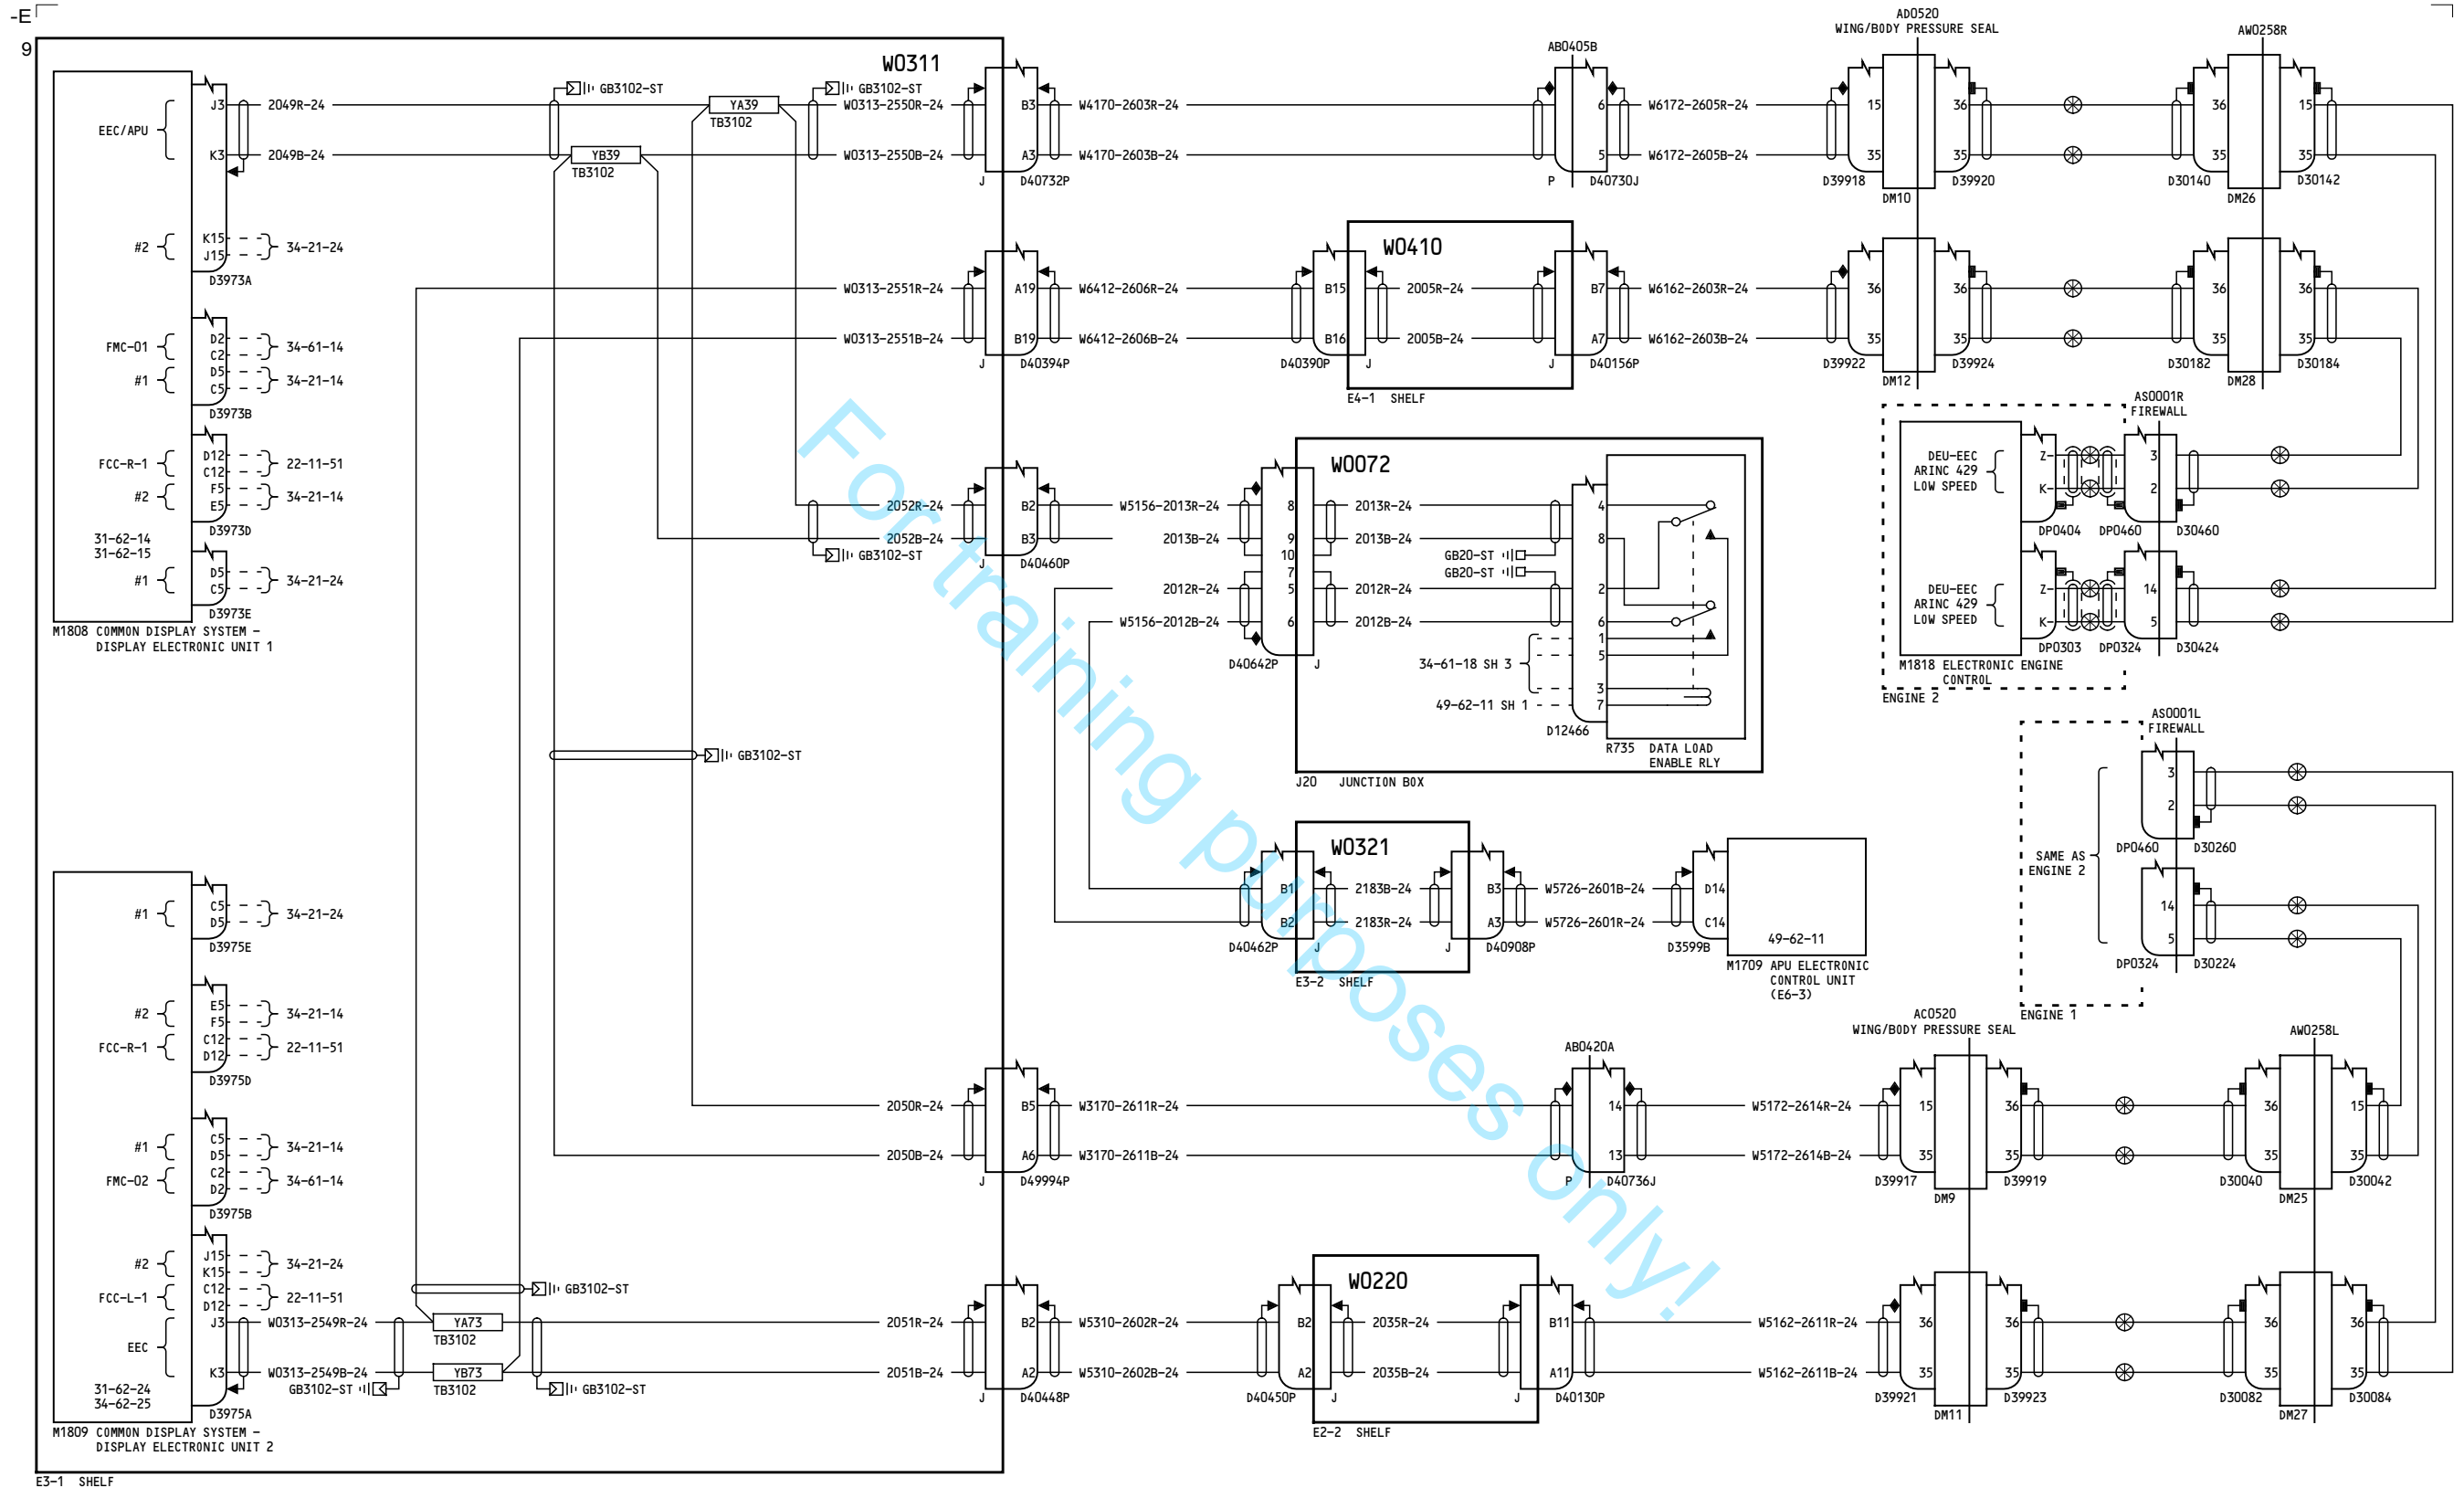 -E
9
W0311
EEC/APU
J3
2049R-24
K3
2049B-24
GB3102-ST
YA39
TB3102
YB39
TB3102
GB3102-ST
W0313-2550R-24
W0313-2550B-24
B3
A3
J
D40732P
W4170-2603R-24
W4170-2603B-24
AB0405B
6
5
P
D40730J
W6172-2605R-24
W6172-2605B-24
AD0520
WING/BODY PRESSURE SEAL
15
35
36
35
D39918
D39920
DM10
AW0258R
36
35
15
35
D30140
D30142
DM26
#2
K15
J15
34-21-24
D3973A
W0313-2551R-24
W0313-2551B-24
A19
B19
J
D40394P
W6412-2606R-24
W6412-2606B-24
W0410
B15
B16
D40390P
J
2005R-24
2005B-24
B7
A7
J
D40156P
E4-1 SHELF
W6162-2603R-24
W6162-2603B-24
36
35
36
35
D39922
D39924
DM12
36
35
36
35
D30182
D30184
DM28
FMC-01
D2
C2
34-61-14
#1
D5
C5
34-21-14
D3973B
FCC-R-1
D12
C12
22-11-51
#2
F5
E5
34-21-14
D3973D
31-62-14
31-62-15
#1
D5
C5
34-21-24
D3973E
M1808 COMMON DISPLAY SYSTEM -
DISPLAY ELECTRONIC UNIT 1
2052R-24
2052B-24
GB3102-ST
B2
B3
J
D40460P
W5156-2013R-24
2013B-24
2012R-24
W5156-2012B-24
W0072
8
9
10
7
5
6
D40642P
J
2013R-24
2013B-24
GB20-ST
GB20-ST
2012R-24
2012B-24
34-61-18 SH 3
49-62-11 SH 1
4
8
2
6
1
5
3
7
D12466
R735 DATA LOAD
ENABLE RLY
J20 JUNCTION BOX
AS0001R
FIREWALL
DEU-EEC
ARINC 429
LOW SPEED
Z-
K-
3
2
DP0404
DP0460
D30460
DEU-EEC
ARINC 429
LOW SPEED
Z-
K-
14
5
DP0303
DP0324
D30424
M1818 ELECTRONIC ENGINE
CONTROL
ENGINE 2
AS0001L
FIREWALL
3
2
DP0460
D30260
SAME AS
ENGINE 2
14
5
DP0324
D30224
ENGINE 1
GB3102-ST
W0321
B1
B2
D40462P
J
2183B-24
2183R-24
B3
A3
J
D40908P
E3-2 SHELF
W5726-2601B-24
W5726-2601R-24
D14
C14
D3599B
49-62-11
M1709 APU ELECTRONIC
CONTROL UNIT
(E6-3)
#1
C5
D5
34-21-24
D3975E
#2
E5
F5
34-21-14
FCC-R-1
C12
D12
22-11-51
D3975D
#1
C5
D5
34-21-14
FMC-02
C2
D2
34-61-14
D3975B
#2
J15
K15
34-21-24
FCC-L-1
C12
D12
22-11-51
EEC
J3
W0313-2549R-24
K3
W0313-2549B-24
GB3102-ST
31-62-24
34-62-25
D3975A
M1809 COMMON DISPLAY SYSTEM -
DISPLAY ELECTRONIC UNIT 2
E3-1 SHELF
GB3102-ST
YA73
TB3102
YB73
TB3102
GB3102-ST
2050R-24
2050B-24
B5
A6
J
D49994P
W3170-2611R-24
W3170-2611B-24
AB0420A
14
13
P
D40736J
W5172-2614R-24
W5172-2614B-24
AC0520
WING/BODY PRESSURE SEAL
15
35
36
35
D39917
D39919
DM9
AW0258L
36
35
15
35
D30040
D30042
DM25
2051R-24
2051B-24
B2
A2
J
D40448P
W5310-2602R-24
W5310-2602B-24
W0220
B2
A2
D40450P
J
2035R-24
2035B-24
B11
A11
J
D40130P
E2-2 SHELF
W5162-2611R-24
W5162-2611B-24
36
35
36
35
D39921
D39923
DM11
36
35
36
35
D30082
D30084
DM27
For training purposes only!